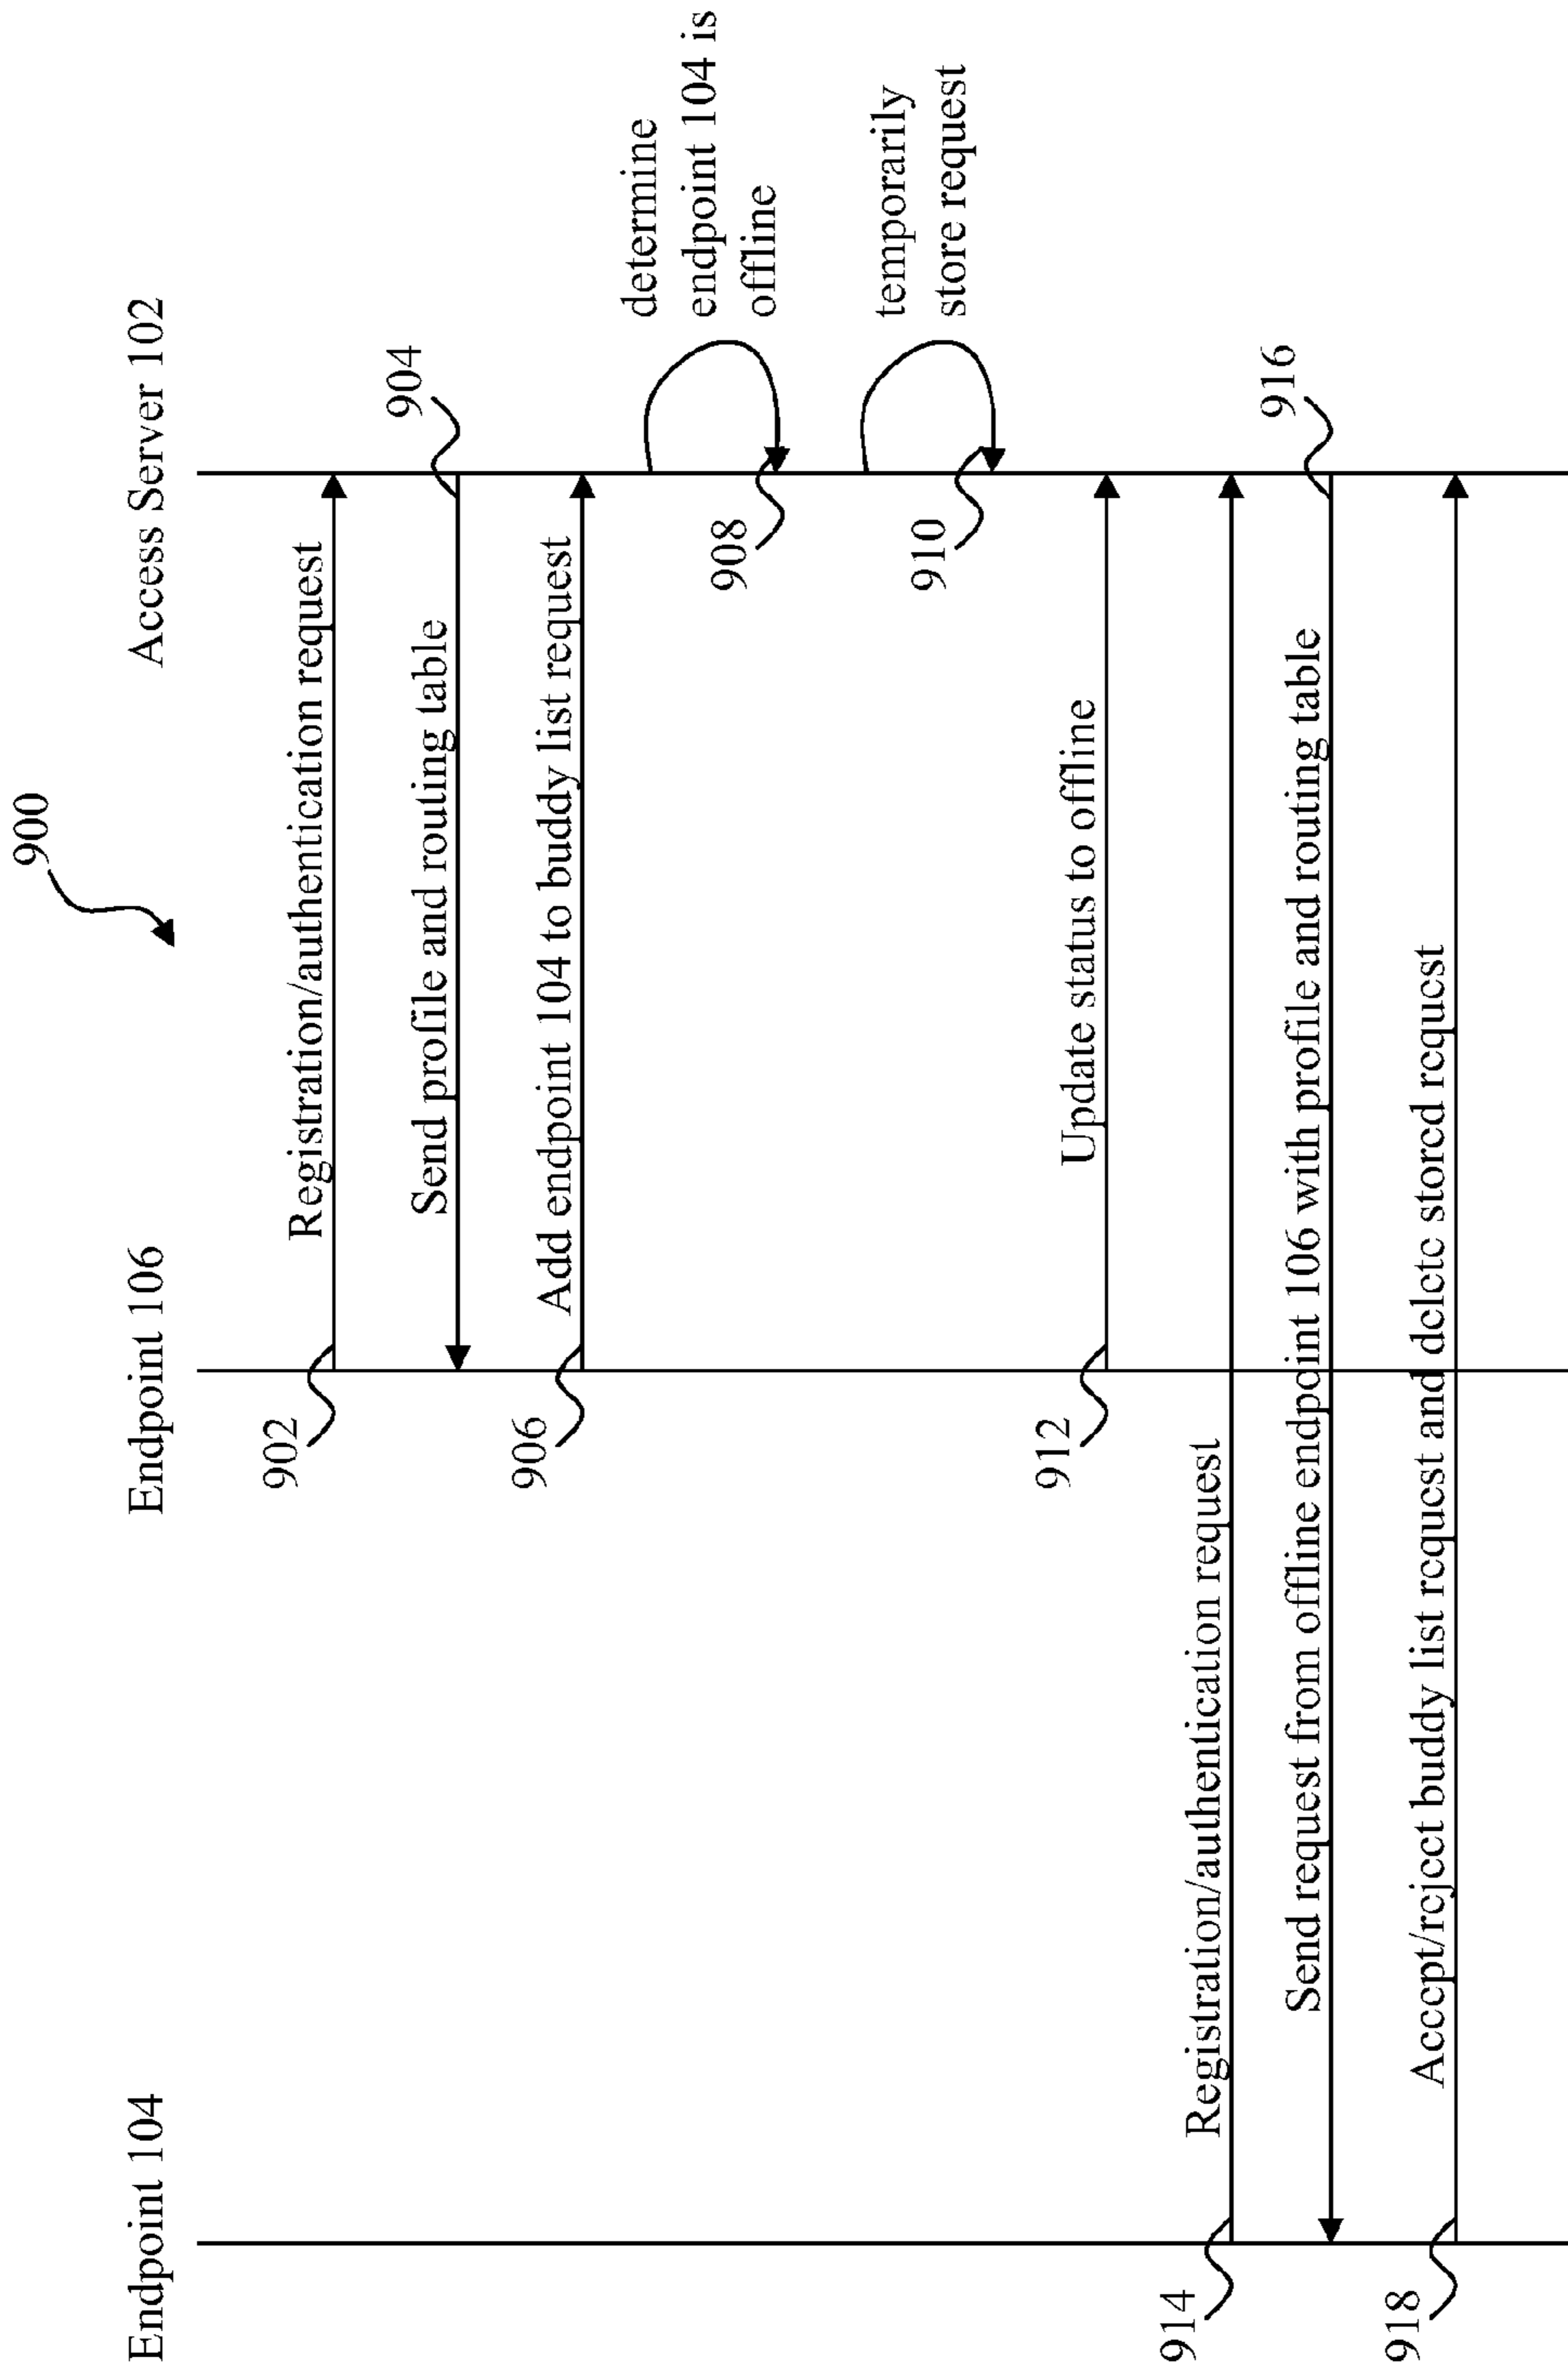 900
Endpoint 104
Endpoint 106
Access Server 102
902
Registration/authentication request
Send profile and routing table
904
906
Add endpoint 104 to buddy list request
determine
endpoint 104 is
offline
908
temporarily
store request
910
912
Update status to offline
914
Registration/authentication request
916
Send request from offline endpoint 106 with profile and routing table
918
Accept/reject buddy list request and delete stored request